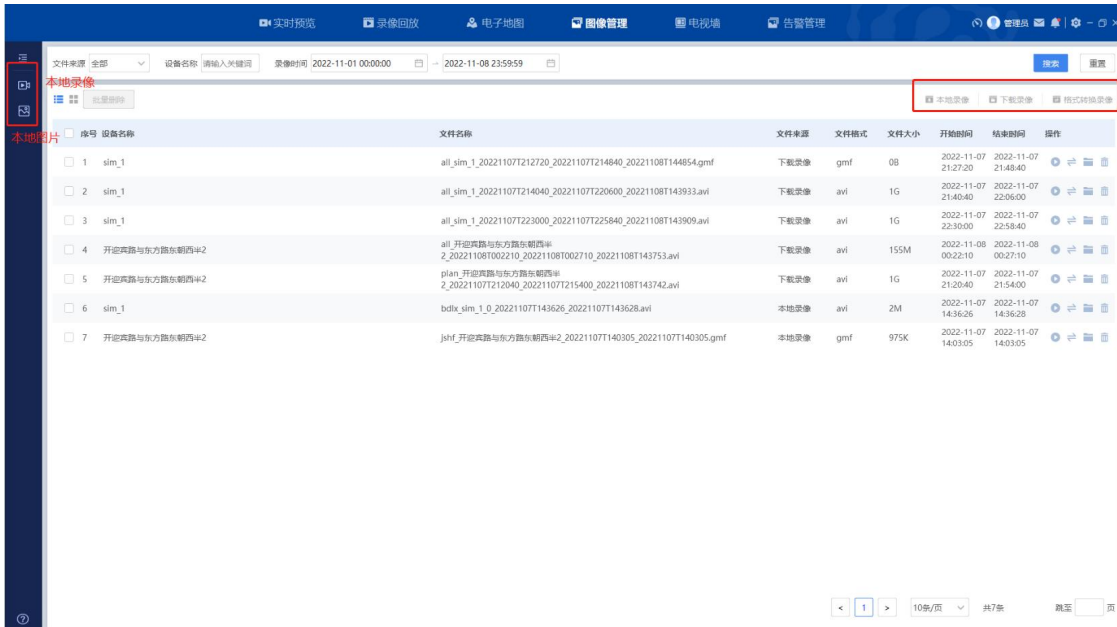 实时预览 录像回放 电子地图 图像管理 电视墙 告警管理 管理员
文件来源 全部 设备名称 请输入关键词 录像时间 2022-11-01 00:00:00 → 2022-11-08 23:59:59 搜索 重置
本地录像
批量删除 本地录像 下载录像 格式转换录像
本地图片
序号 设备名称 文件名称 文件来源 文件格式 文件大小 开始时间 结束时间 操作
1 sim_1 all_sim_1_20221107T212720_20221107T214840_20221108T144854.gmf 下载录像 gmf 0B 2022-11-07 2022-11-07
21:27:20 21:48:40
2 sim_1 all_sim_1_20221107T214040_20221107T220600_20221108T143933.avi 下载录像 avi 1G 2022-11-07 2022-11-07
21:40:40 22:06:00
3 sim_1 all_sim_1_20221107T223000_20221107T225840_20221108T143909.avi 下载录像 avi 1G 2022-11-07 2022-11-07
22:30:00 22:58:40
4 开迎宾路与东方路东朝西半2 all_开迎宾路与东方路东朝西半 下载录像 avi 155M 2022-11-08 2022-11-08
2_20221108T002210_20221108T002710_20221108T143753.avi 00:22:10 00:27:10
5 开迎宾路与东方路东朝西半2 plan_开迎宾路与东方路东朝西半 下载录像 avi 1G 2022-11-07 2022-11-07
2_20221107T212040_20221107T215400_20221108T143742.avi 21:20:40 21:54:00
6 sim_1 bdlx_sim_1_0_20221107T143626_20221107T143628.avi 本地录像 avi 2M 2022-11-07 2022-11-07
14:36:26 14:36:28
7 开迎宾路与东方路东朝西半2 jshf_开迎宾路与东方路东朝西半2_20221107T140305_20221107T140305.gmf 本地录像 gmf 975K 2022-11-07 2022-11-07
14:03:05 14:03:05
< 1 > 10条/页 共7条 跳至 页